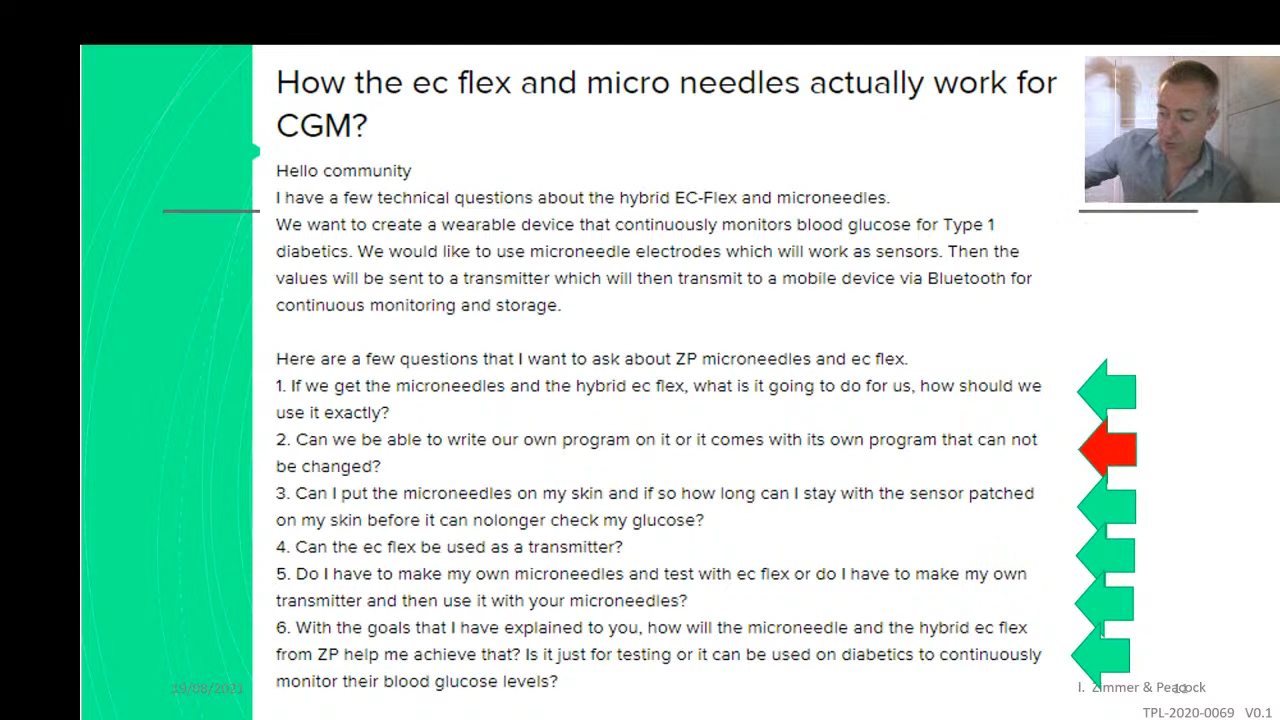 How the ec flex and micro needles actually work for
CGM?
Hello community
I have a few technical questions about the hybrid EC-Flex and microneedles.
We want to create a wearable device that continuously monitors blood glucose for Type 1
diabetics. We would like to use microneedle electrodes which will work as sensors. Then the
values will be sent to a transmitter which will then transmit to a mobile device via Bluetooth for
continuous monitoring and storage.
Here are a few questions that I want to ask about ZP microneedles and ec flex.
1. If we get the microneedles and the hybrid ec flex, what is it going to do for us, how should we
use it exactly?
2. Can we be able to write our own program on it or it comes with its own program that can not
be changed?
3. Can I put the microneedles on my skin and if so how long can I stay with the sensor patched
on my skin before it can nolonger check my glucose?
4. Can the ec flex be used as a transmitter?
5. Do I have to make my own microneedles and test with ec flex or do I have to make my own
transmitter and then use it with your microneedles?
6. With the goals that I have explained to you, how will the microneedle and the hybrid ec flex
from ZP help me achieve that? Is it just for testing or it can be used on diabetics to continuously
monitor their blood glucose levels?
19/08/2021
I. Zimmer & Peacock
11
TPL-2020-0069 V0.1